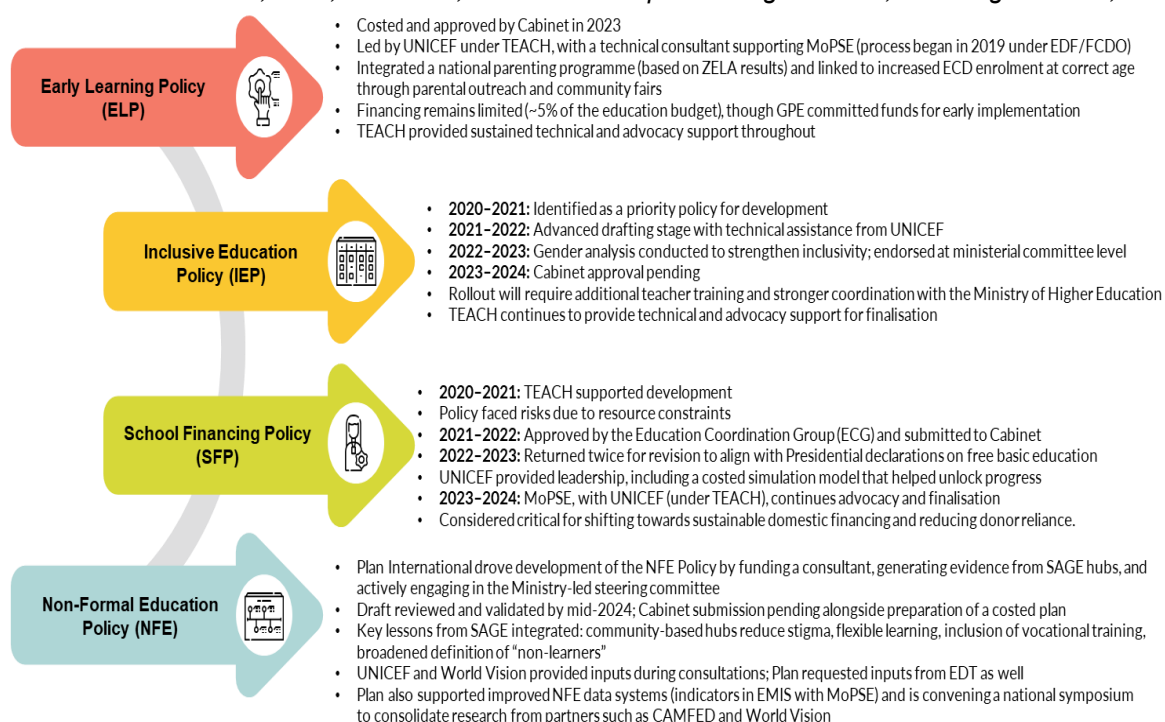 • Costed and approved by Cabinet in 2023
• Led by UNICEF under TEACH, with a technical consultant supporting MoPSE (process began in 2019 under EDF/FCDO)
• Integrated a national parenting programme (based on ZELA results) and linked to increased ECD enrolment at correct age
through parental outreach and community fairs
• Financing remains limited (~5% of the education budget), though GPE committed funds for early implementation
• TEACH provided sustained technical and advocacy support throughout
Early Learning Policy
(ELP)
• 2020–2021: Identified as a priority policy for development
• 2021–2022: Advanced drafting stage with technical assistance from UNICEF
• 2022–2023: Gender analysis conducted to strengthen inclusivity; endorsed at ministerial committee level
• 2023–2024: Cabinet approval pending
• Rollout will require additional teacher training and stronger coordination with the Ministry of Higher Education
• TEACH continues to provide technical and advocacy support for finalisation
Inclusive Education
Policy (IEP)
• 2020–2021: TEACH supported development
• Policy faced risks due to resource constraints
• 2021–2022: Approved by the Education Coordination Group (ECG) and submitted to Cabinet
• 2022–2023: Returned twice for revision to align with Presidential declarations on free basic education
• UNICEF provided leadership, including a costed simulation model that helped unlock progress
• 2023–2024: MoPSE, with UNICEF (under TEACH), continues advocacy and finalisation
• Considered critical for shifting towards sustainable domestic financing and reducing donor reliance.
School Financing Policy
(SFP)
• Plan International drove development of the NFE Policy by funding a consultant, generating evidence from SAGE hubs, and
actively engaging in the Ministry-led steering committee
• Draft reviewed and validated by mid-2024; Cabinet submission pending alongside preparation of a costed plan
• Key lessons from SAGE integrated: community-based hubs reduce stigma, flexible learning, inclusion of vocational training,
broadened definition of “non-learners”
• UNICEF and World Vision provided inputs during consultations; Plan requested inputs from EDT as well
• Plan also supported improved NFE data systems (indicators in EMIS with MoPSE) and is convening a national symposium
to consolidate research from partners such as CAMFED and World Vision
Non-Formal Education
Policy (NFE)